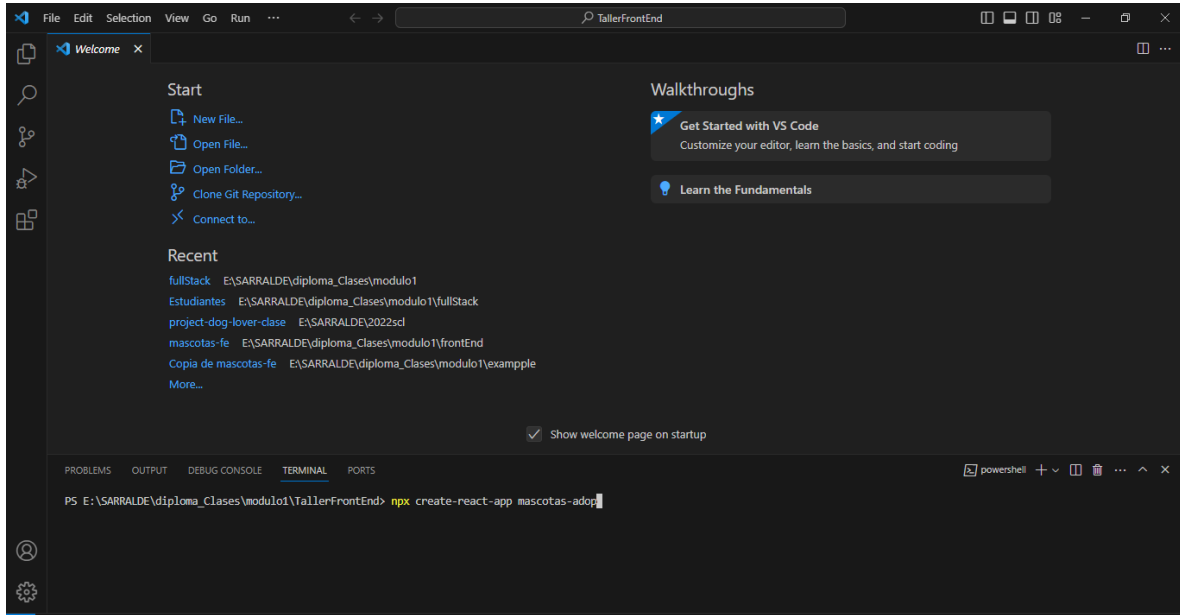 File Edit Selection View Go Run ··· TallerFrontEnd
Welcome
Start
New File...
Open File...
Open Folder...
Clone Git Repository...
Connect to...
Recent
fullStack E:\SARRALDE\diploma_Clases\modulo1
Estudiantes E:\SARRALDE\diploma_Clases\modulo1\fullStack
project-dog-lover-clase E:\SARRALDE\2022scl
mascotas-fe E:\SARRALDE\diploma_Clases\modulo1\frontEnd
Copia de mascotas-fe E:\SARRALDE\diploma_Clases\modulo1\exampple
More...
Walkthroughs
Get Started with VS Code
Customize your editor, learn the basics, and start coding
Learn the Fundamentals
Show welcome page on startup
PROBLEMS OUTPUT DEBUG CONSOLE TERMINAL PORTS powershell
PS E:\SARRALDE\diploma_Clases\modulo1\TallerFrontEnd> npx create-react-app mascotas-adop